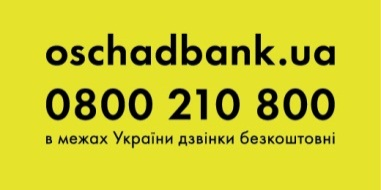 oschadbank.ua
0800 210 800
в межах України дзвінки безкоштовні